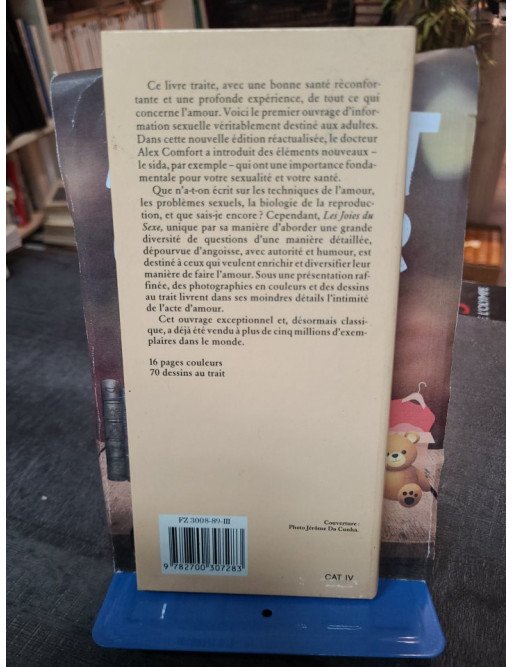 Ce livre traite, avec une bonne santé réconfor-
tante et une profonde expérience, de tout ce qui
concerne l'amour. Voici le premier ouvrage d'in-
formation sexuelle véritablement destiné aux adultes.
Dans cette nouvelle édition réactualisée, le docteur
Alex Comfort a introduit des éléments nouveaux –
le sida, par exemple – qui ont une importance fonda-
mentale pour votre sexualité et votre santé.
Que n'a-t-on écrit sur les techniques de l'amour,
les problèmes sexuels, la biologie de la reproduc-
tion, et que sais-je encore ? Cependant, Les Joies du
Sexe, unique par sa manière d'aborder une grande
diversité de questions d'une manière détaillée,
dépourvue d'angoisse, avec autorité et humour, est
destiné à ceux qui veulent enrichir et diversifier leur
manière de faire l'amour. Sous une présentation raf-
finée, des photographies en couleurs et des dessins
au trait livrent dans ses moindres détails l'intimité
de l'acte d'amour.
Cet ouvrage exceptionnel et, désormais classi-
que, a déjà été vendu à plus de cinq millions d'exem-
plaires dans le monde.
16 pages couleurs
70 dessins au trait
Couverture :
Photo Jérôme Da Cunha.
FZ 3008-89-III
9 782700 307283
CAT IV